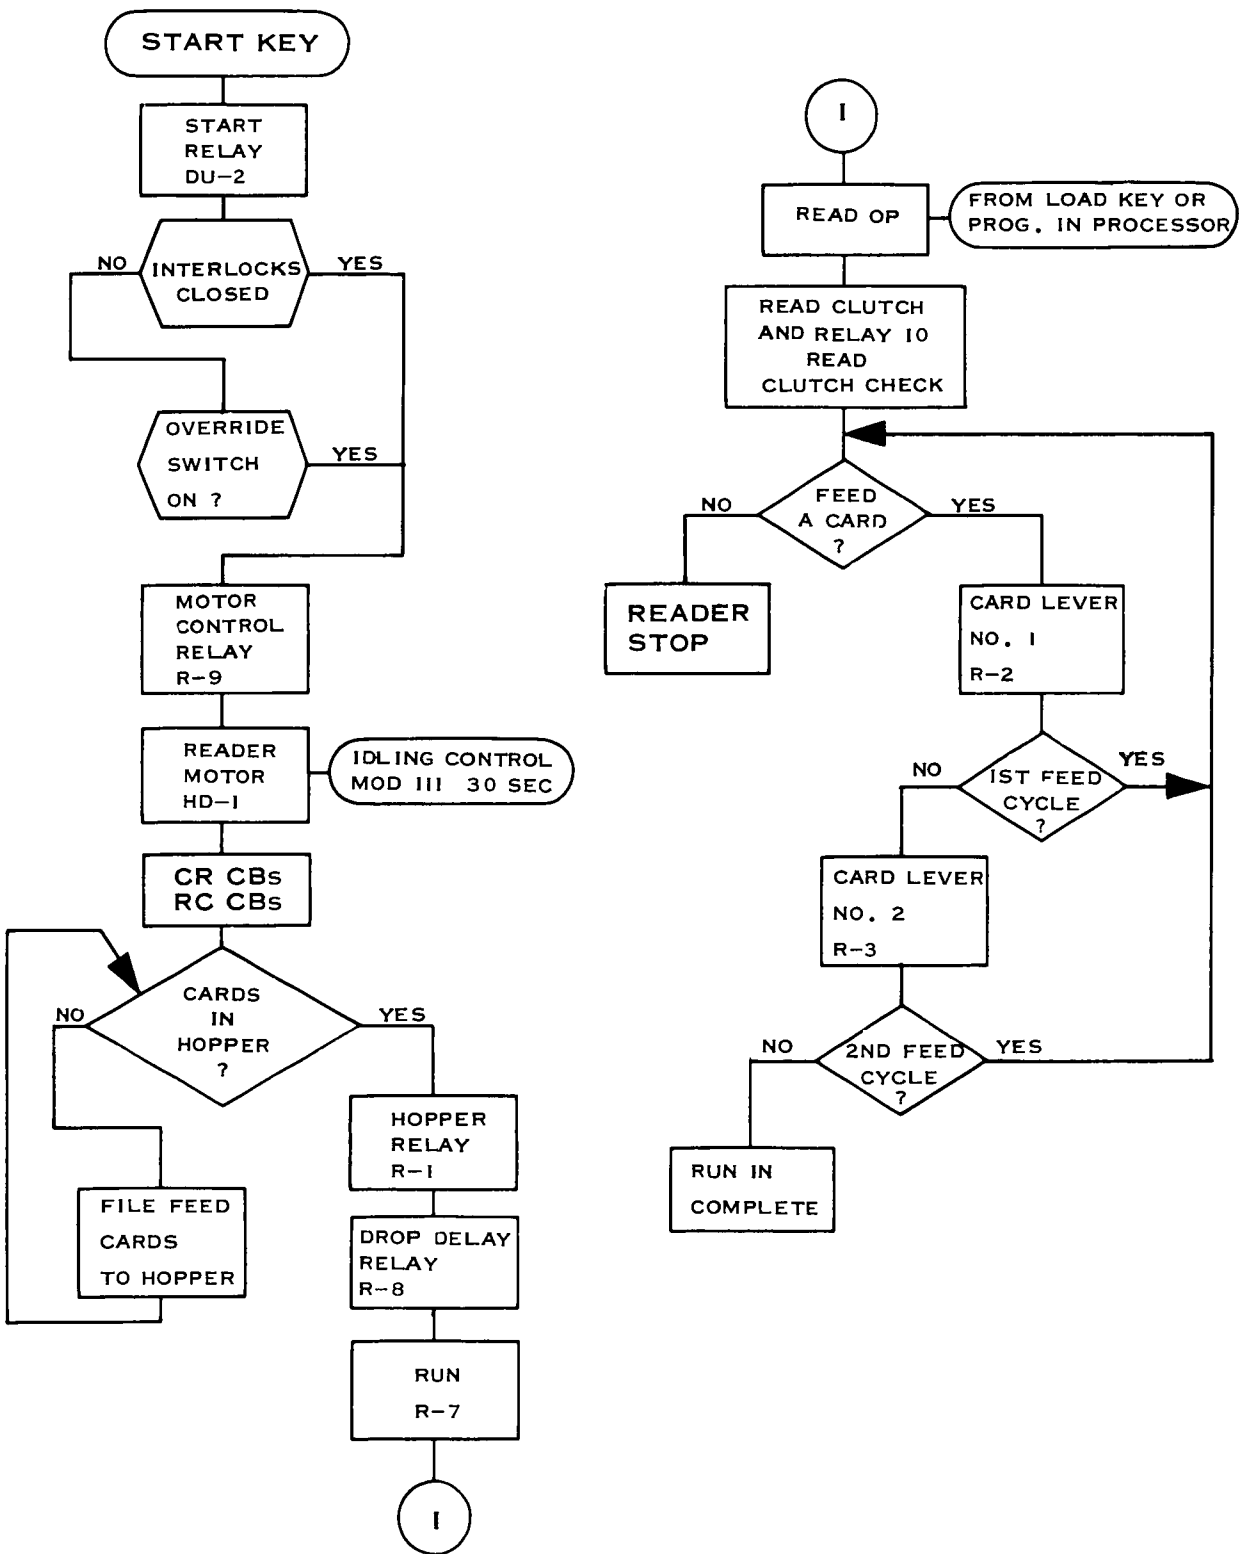 START KEY
START
RELAY
DU-2
INTERLOCKS
CLOSED
NO
YES
OVERRIDE
SWITCH
ON ?
YES
MOTOR
CONTROL
RELAY
R-9
READER
MOTOR
HD-1
IDLING CONTROL
MOD III 30 SEC
CR CBs
RC CBs
CARDS
IN
HOPPER
?
NO
YES
FILE FEED
CARDS
TO HOPPER
HOPPER
RELAY
R-1
DROP DELAY
RELAY
R-8
RUN
R-7
1
1
READ OP
FROM LOAD KEY OR
PROG. IN PROCESSOR
READ CLUTCH
AND RELAY 10
READ
CLUTCH CHECK
FEED
A CARD
?
NO
YES
READER
STOP
CARD LEVER
NO. 1
R-2
1ST FEED
CYCLE
?
NO
YES
CARD LEVER
NO. 2
R-3
2ND FEED
CYCLE
?
NO
YES
RUN IN
COMPLETE